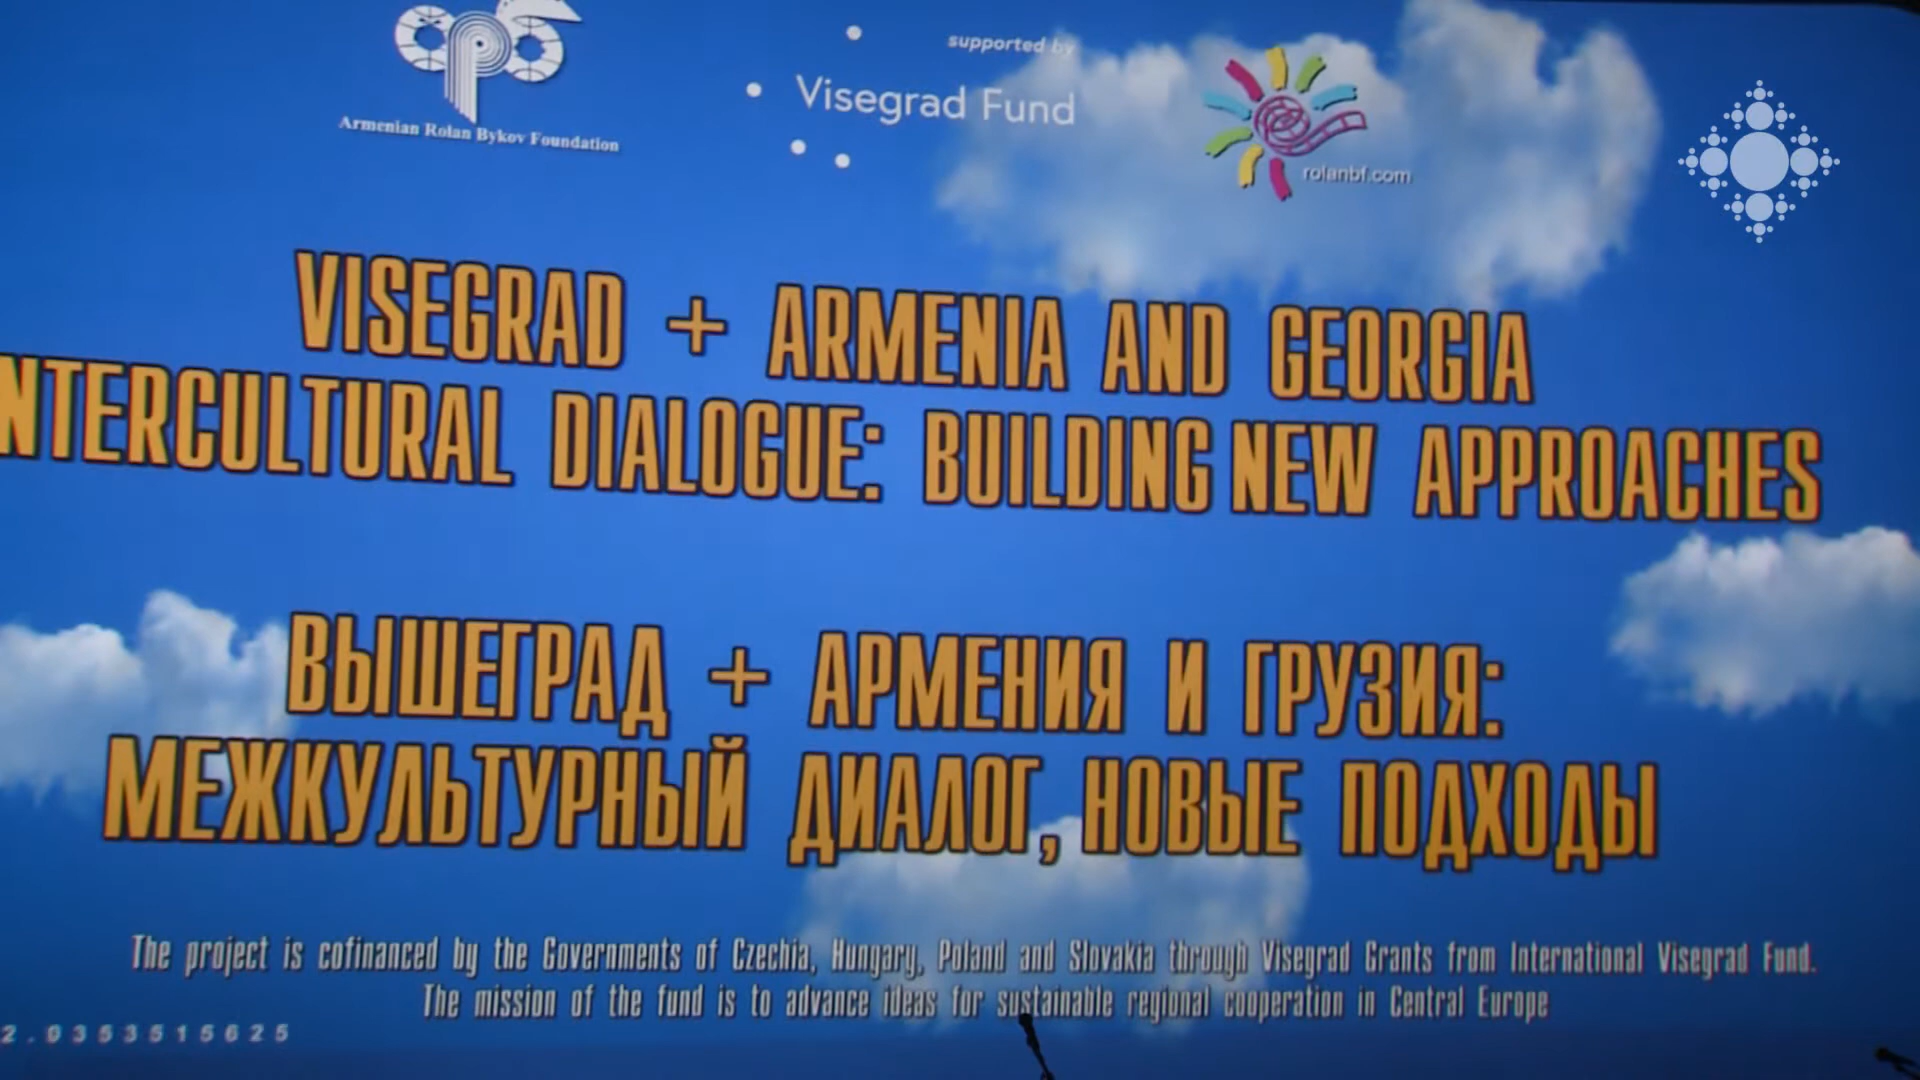 Armenian Rolan Bykov Foundation
supported by
Visegrad Fund
rolanbf.com
VISEGRAD + ARMENIA AND GEORGIA
NTERCULTURAL DIALOGUE: BUILDING NEW APPROACHES
ВЫШЕГРАД + АРМЕНИЯ И ГРУЗИЯ:
МЕЖКУЛЬТУРНЫЙ ДИАЛОГ, НОВЫЕ ПОДХОДЫ
The project is cofinanced by the Governments of Czechia, Hungary, Poland and Slovakia through Visegrad Grants from International Visegrad Fund.
The mission of the fund is to advance ideas for sustainable regional cooperation in Central Europe
2.0353515625